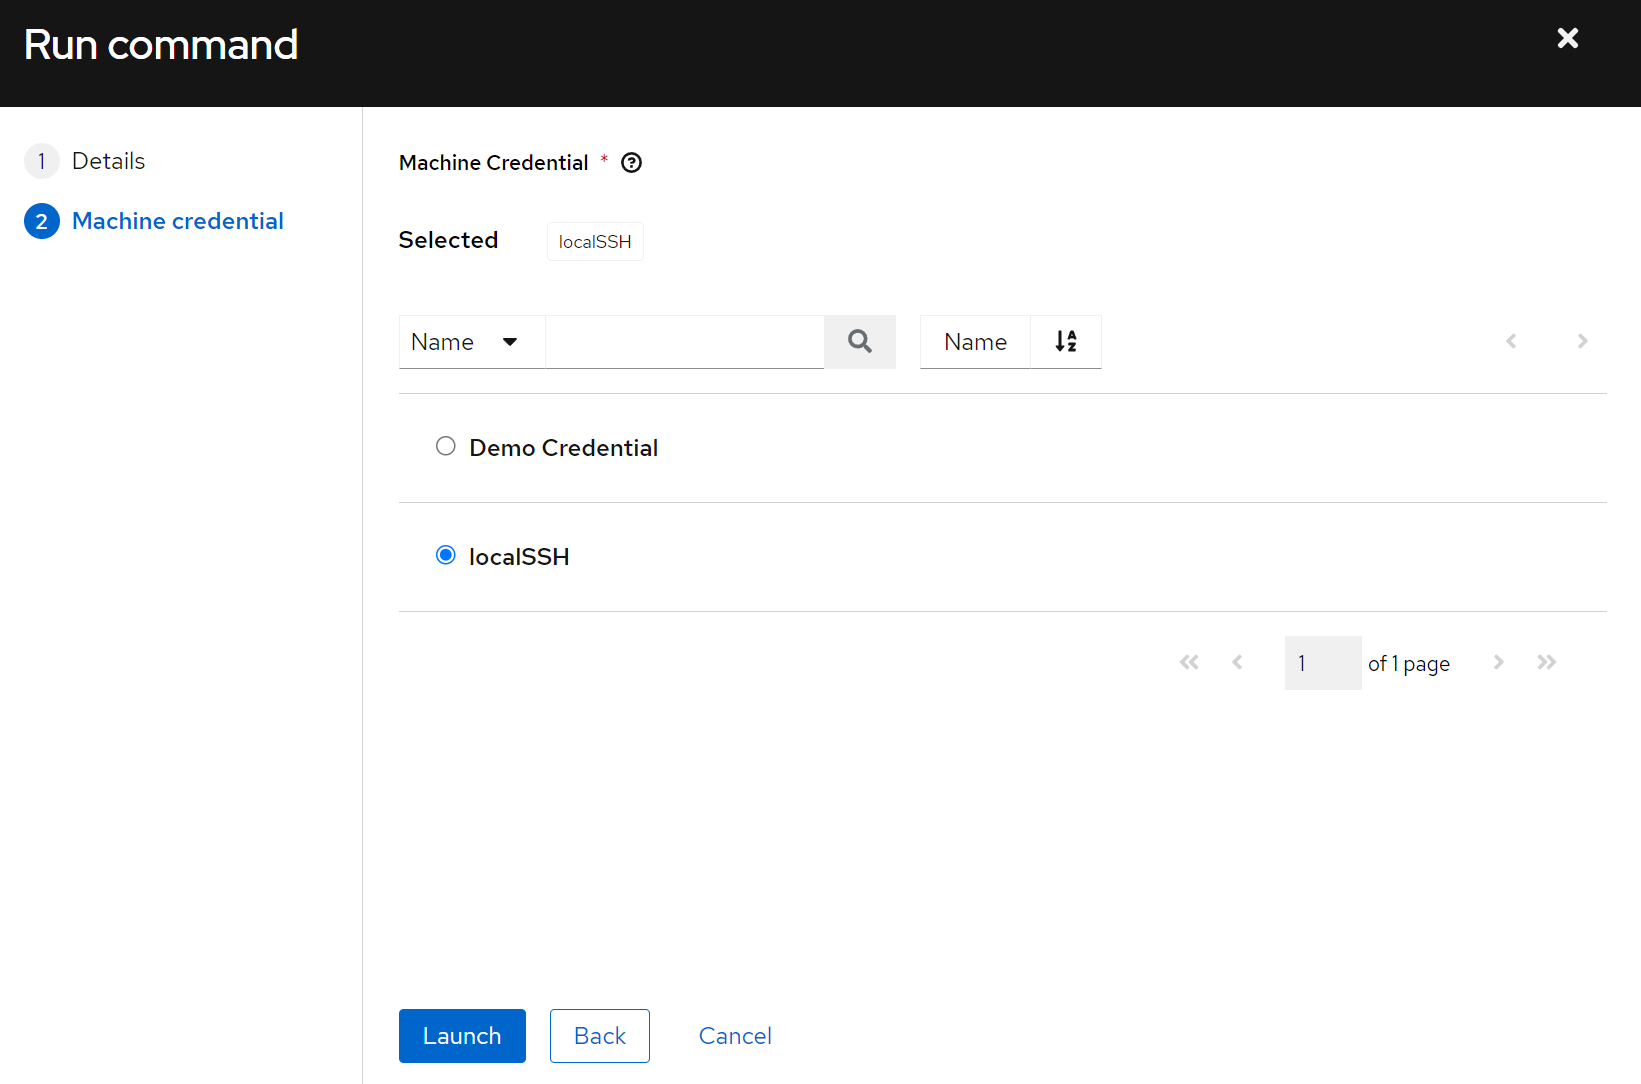 Run command
1 Details
2 Machine credential
Machine Credential *
Selected localSSH
Name Name
Demo Credential
localSSH
1 of 1 page
Launch Back Cancel